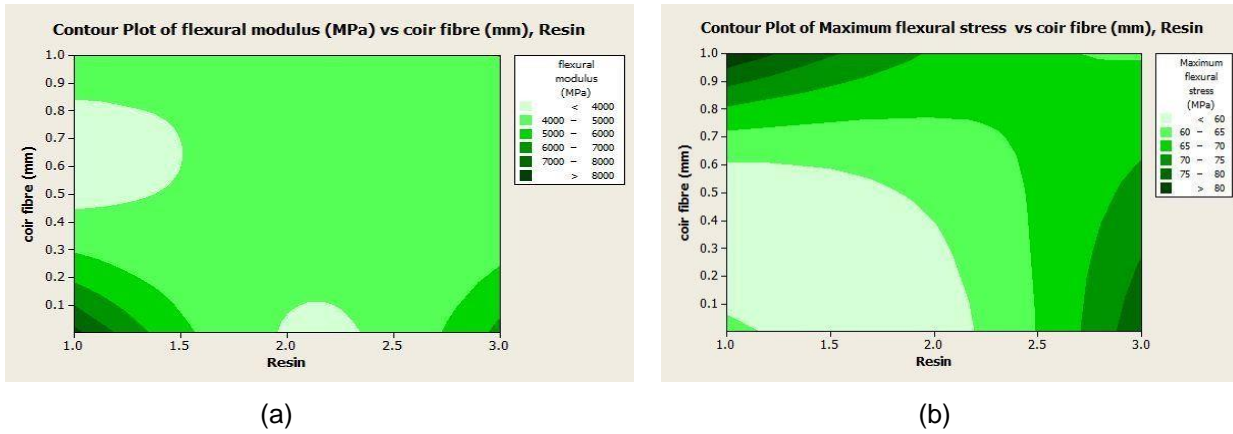 Contour Plot of flexural modulus (MPa) vs coir fibre (mm), Resin
1.0
0.9
0.8
0.7
0.6
0.5
0.4
0.3
0.2
0.1
coir fibre (mm)
1.0 1.5 2.0 2.5 3.0
Resin
flexural
modulus
(MPa)
< 4000
4000 – 5000
5000 – 6000
6000 – 7000
7000 – 8000
> 8000
(a)
Contour Plot of Maximum flexural stress vs coir fibre (mm), Resin
1.0
0.9
0.8
0.7
0.6
0.5
0.4
0.3
0.2
0.1
coir fibre (mm)
1.0 1.5 2.0 2.5 3.0
Resin
Maximum
flexural
stress
(MPa)
< 60
60 – 65
65 – 70
70 – 75
75 – 80
> 80
(b)